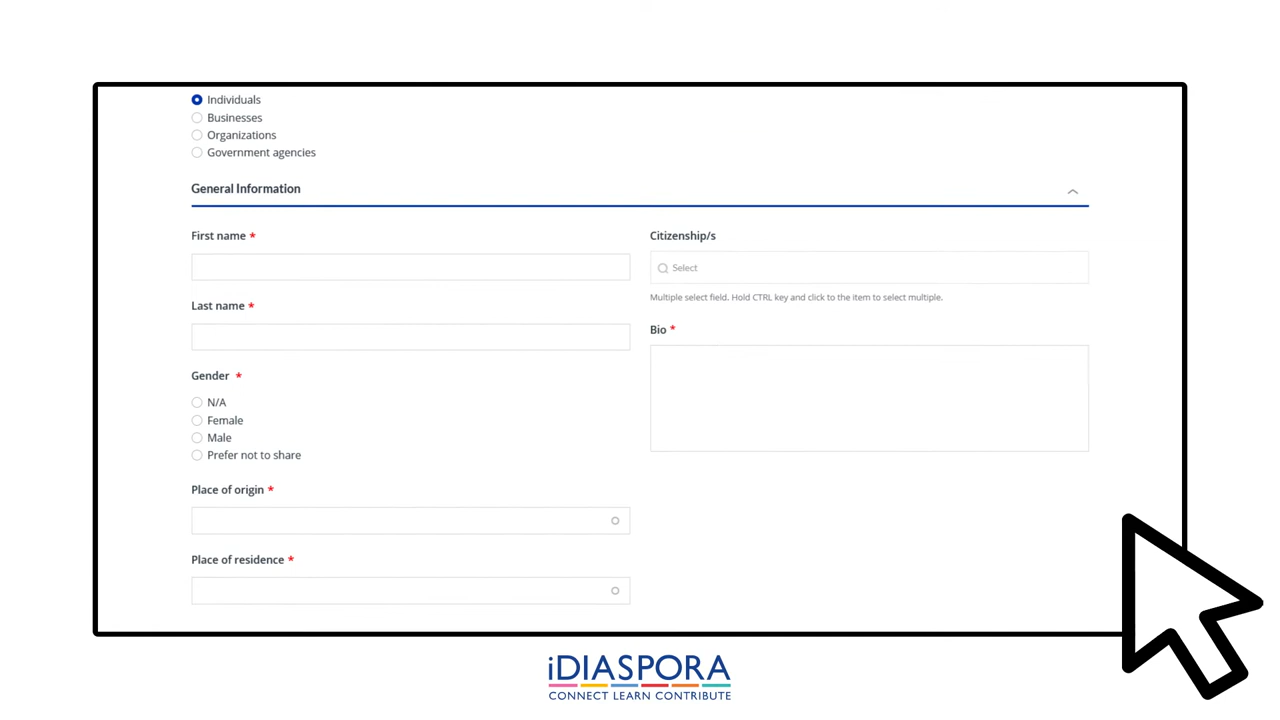 Individuals
Businesses
Organizations
Government agencies
General Information
First name *
Last name *
Gender *
N/A
Female
Male
Prefer not to share
Place of origin *
Place of residence *
Citizenship/s
Select
Multiple select field. Hold CTRL key and click to the item to select multiple.
Bio *
iDIASPORA
CONNECT LEARN CONTRIBUTE